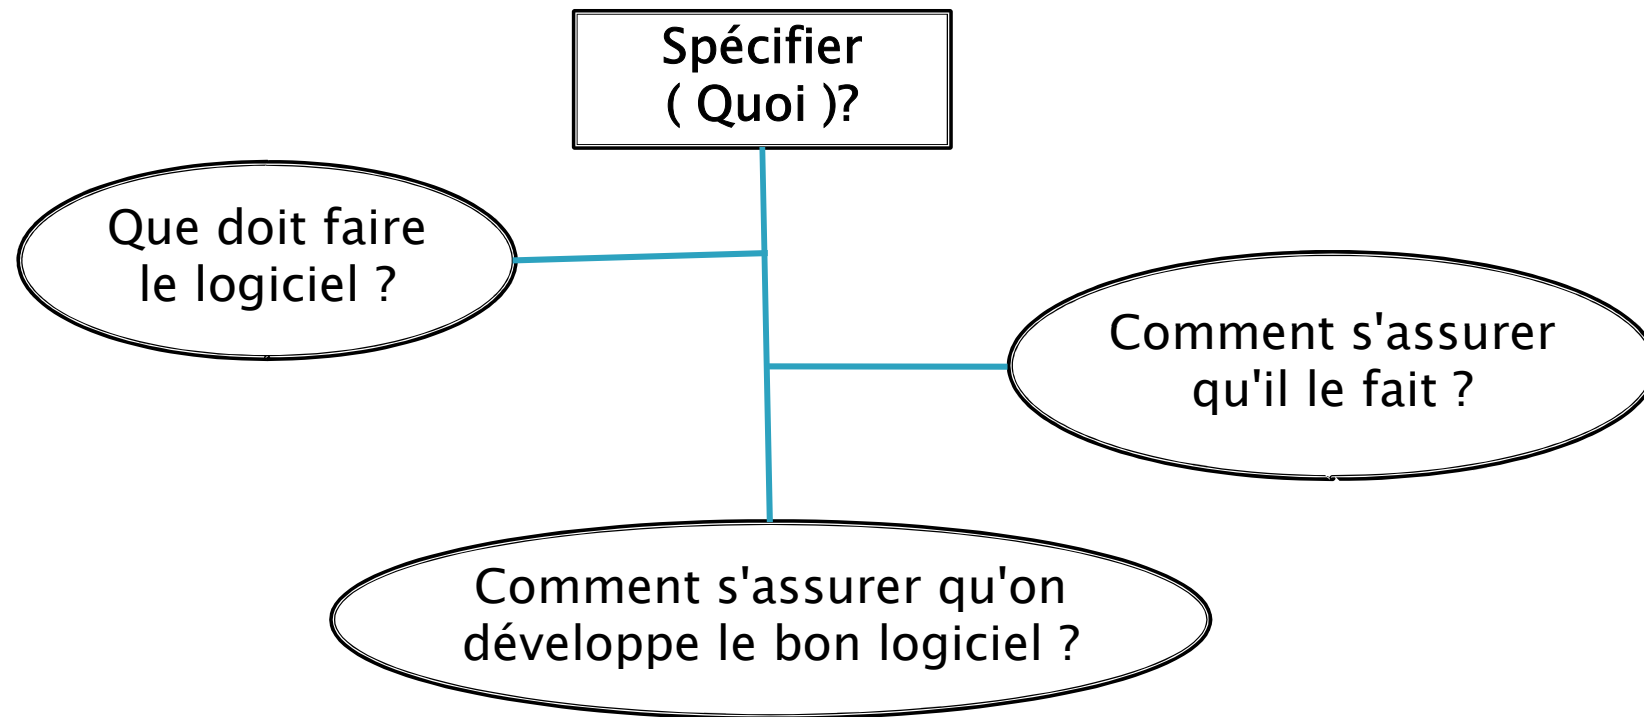 Spécifier
( Quoi )?
Que doit faire
le logiciel ?
Comment s'assurer
qu'il le fait ?
Comment s'assurer qu'on
développe le bon logiciel ?